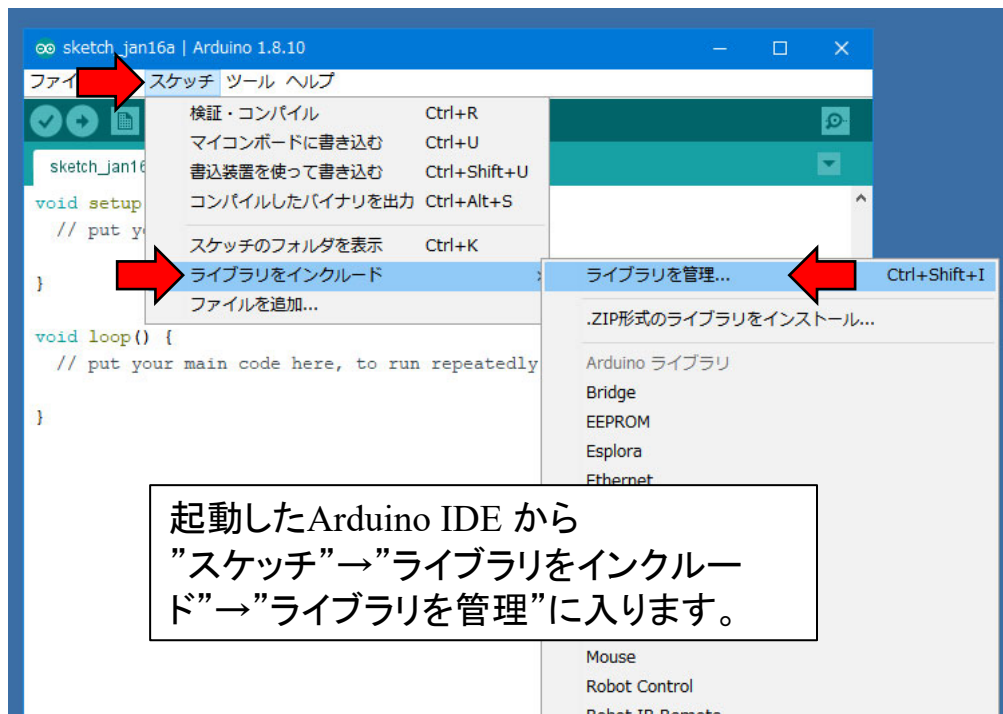 sketch_jan16a | Arduino 1.8.10
スケッチ ツール ヘルプ
検証・コンパイル Ctrl+R
マイコンボードに書き込む Ctrl+U
書込装置を使って書き込む Ctrl+Shift+U
コンパイルしたバイナリを出力 Ctrl+Alt+S
スケッチのフォルダを表示 Ctrl+K
ライブラリをインクルード
ファイルを追加...
sketch_jan16
void setup
// put y
}
void loop() {
// put your main code here, to run repeatedly
}
ライブラリを管理... Ctrl+Shift+I
.ZIP形式のライブラリをインストール...
Arduino ライブラリ
Bridge
EEPROM
Esplora
Ethernet
Mouse
Robot Control
起動したArduino IDE から
”スケッチ”→”ライブラリをインクルー
ド”→”ライブラリを管理”に入ります。